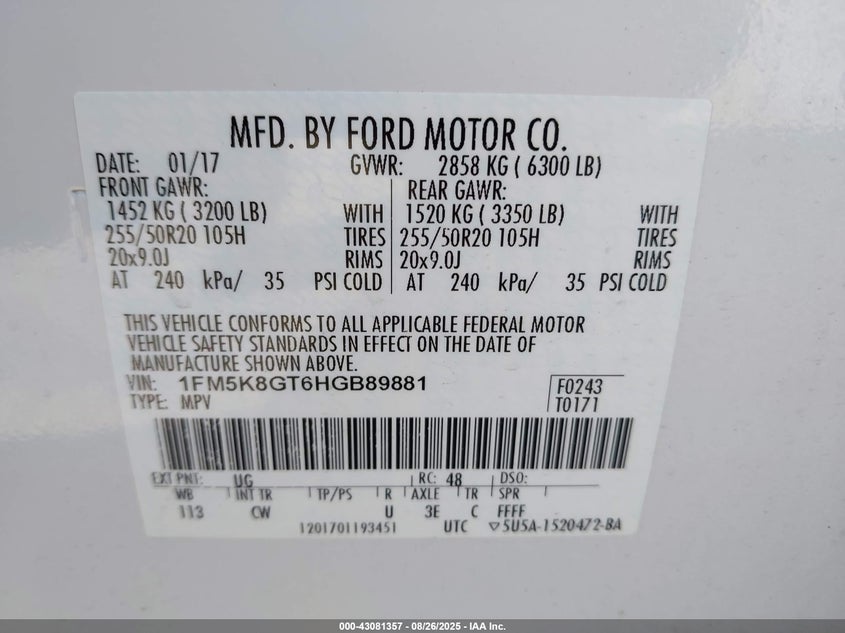 MFD. BY FORD MOTOR CO.
DATE: 01/17 GVWR: 2858 KG ( 6300 LB)
FRONT GAWR: REAR GAWR:
1452 KG ( 3200 LB) WITH 1520 KG ( 3350 LB) WITH
255/50R20 105H TIRES 255/50R20 105H TIRES
20x9.0J RIMS 20x9.0J RIMS
AT 240 kPa/ 35 PSI COLD AT 240 kPa/ 35 PSI COLD
THIS VEHICLE CONFORMS TO ALL APPLICABLE FEDERAL MOTOR
VEHICLE SAFETY STANDARDS IN EFFECT ON THE DATE OF
MANUFACTURE SHOWN ABOVE.
VIN: 1FM5K8GT6HGB89881 F0243
TYPE: MPV T0171
EXT PNT: UG RC: 48 DSO:
WB INT TR TP/PS R AXLE TR SPR
113 CW U 3E C FFFF
1201701193451 UTC ▽5U5A-1520472-BA
000-43081357 - 08/26/2025 - IAA Inc.